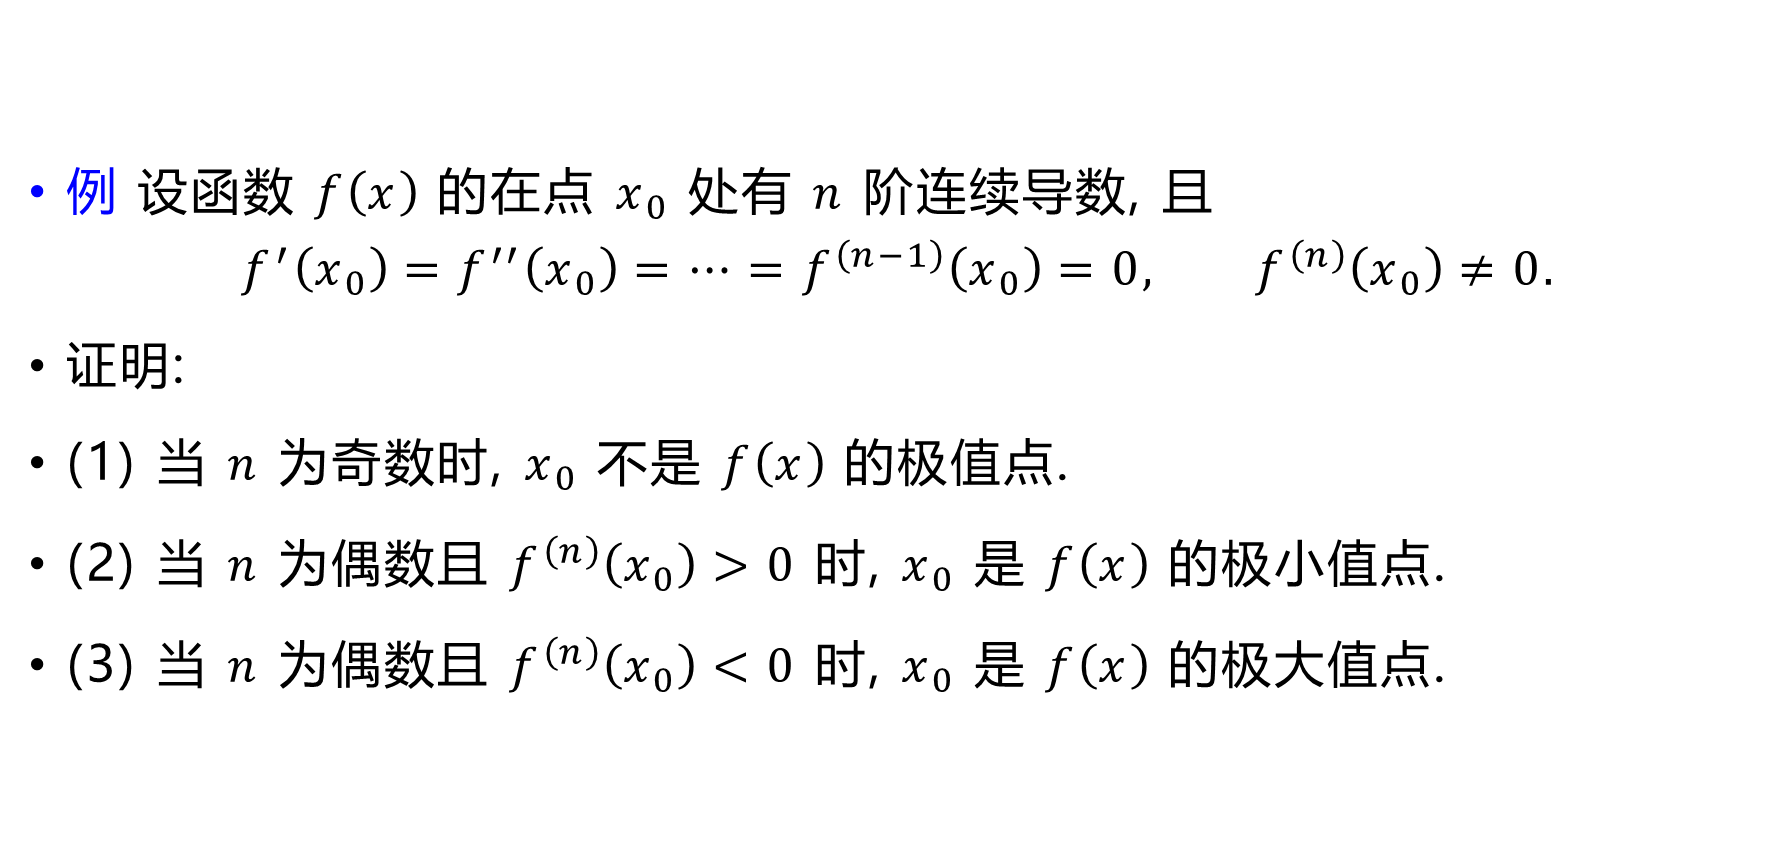 • 例 设函数 f(x) 的在点 x₀ 处有 n 阶连续导数, 且
f′(x₀) = f′′(x₀) = ⋯ = f⁽ⁿ⁻¹⁾(x₀) = 0, f⁽ⁿ⁾(x₀) ≠ 0.
• 证明:
• (1) 当 n 为奇数时, x₀ 不是 f(x) 的极值点.
• (2) 当 n 为偶数且 f⁽ⁿ⁾(x₀) > 0 时, x₀ 是 f(x) 的极小值点.
• (3) 当 n 为偶数且 f⁽ⁿ⁾(x₀) < 0 时, x₀ 是 f(x) 的极大值点.